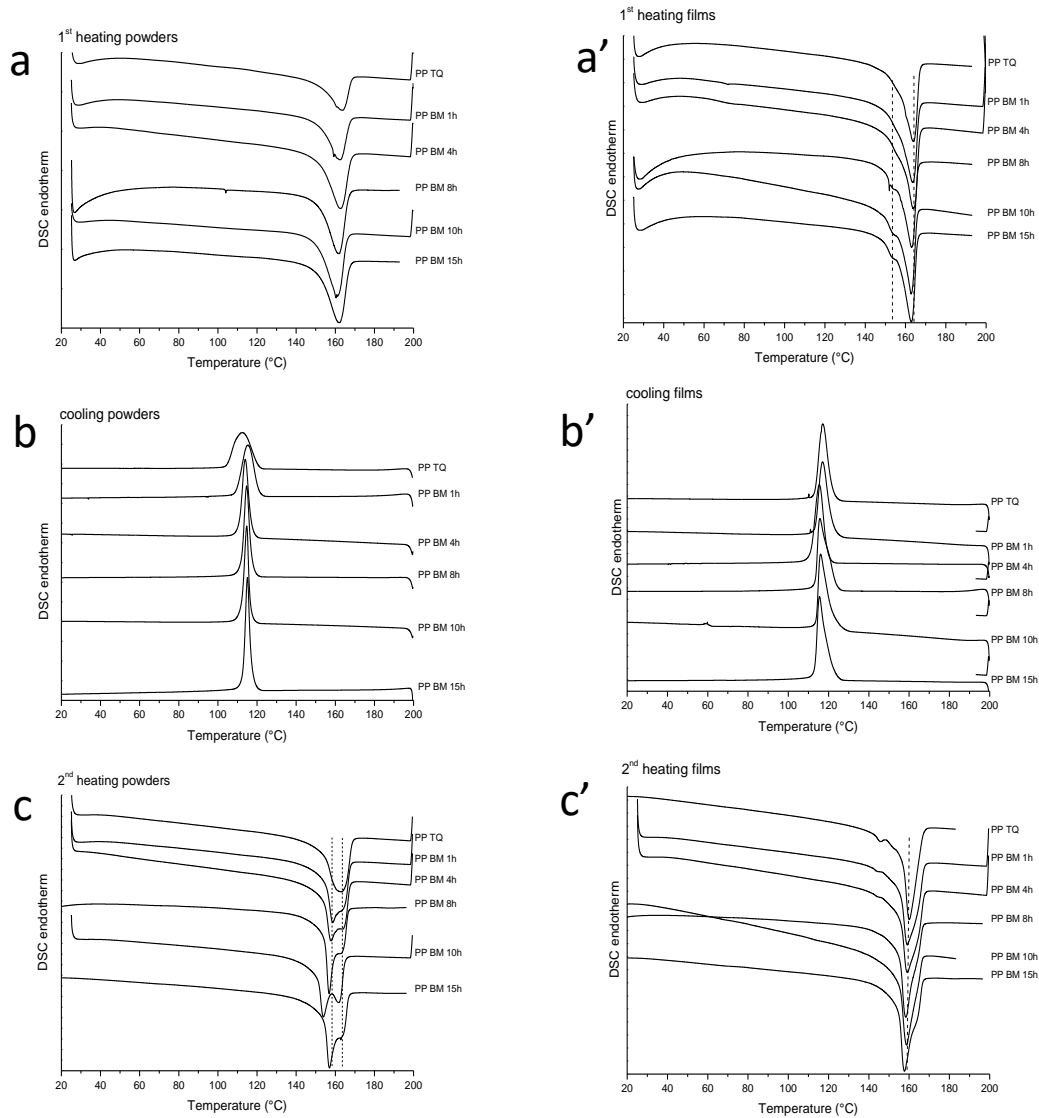 1st heating powders
a
PP TQ
PP BM 1h
PP BM 4h
PP BM 8h
PP BM 10h
PP BM 15h
DSC endotherm
20 40 60 80 100 120 140 160 180 200
Temperature (°C)
1st heating films
a'
PP TQ
PP BM 1h
PP BM 4h
PP BM 8h
PP BM 10h
PP BM 15h
DSC endotherm
20 40 60 80 100 120 140 160 180 200
Temperature (°C)
cooling powders
b
PP TQ
PP BM 1h
PP BM 4h
PP BM 8h
PP BM 10h
PP BM 15h
DSC endotherm
20 40 60 80 100 120 140 160 180 200
Temperature (°C)
cooling films
b'
PP TQ
PP BM 1h
PP BM 4h
PP BM 8h
PP BM 10h
PP BM 15h
DSC endotherm
20 40 60 80 100 120 140 160 180 200
Temperature (°C)
2nd heating powders
c
PP TQ
PP BM 1h
PP BM 4h
PP BM 8h
PP BM 10h
PP BM 15h
DSC endotherm
20 40 60 80 100 120 140 160 180 200
Temperature (°C)
2nd heating films
c'
PP TQ
PP BM 1h
PP BM 4h
PP BM 8h
PP BM 10h
PP BM 15h
DSC endotherm
20 40 60 80 100 120 140 160 180 200
Temperature (°C)